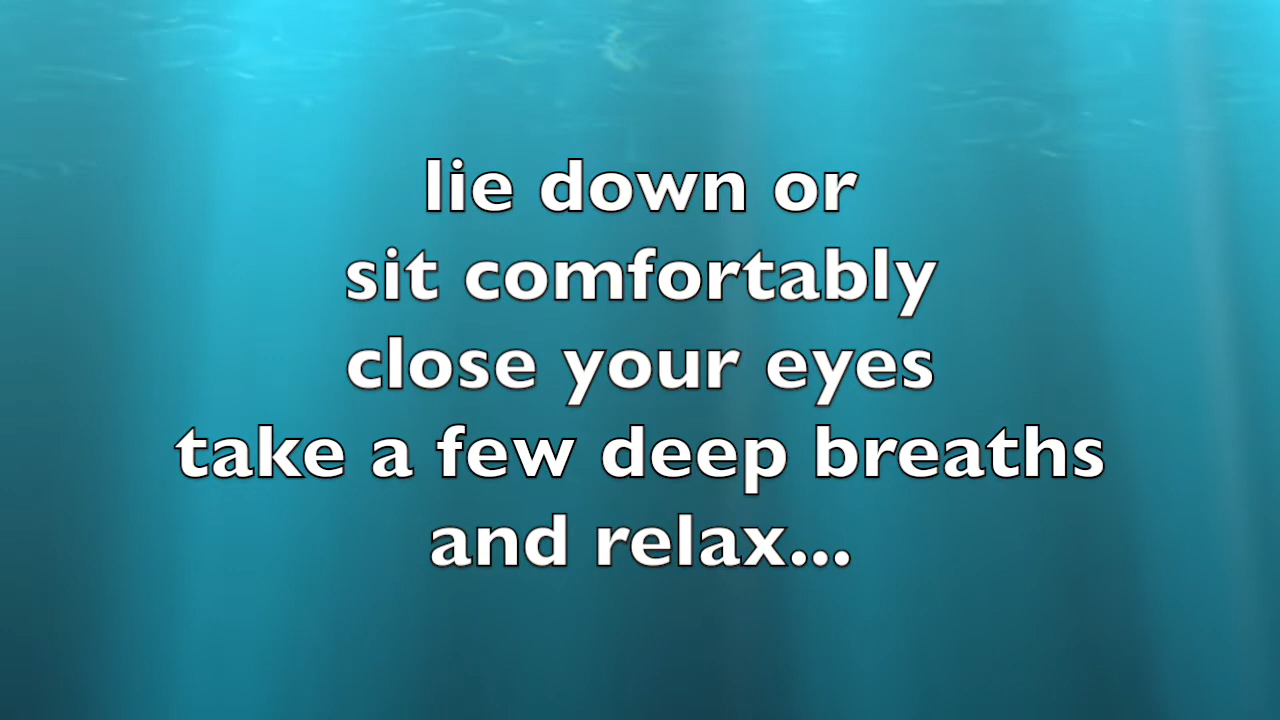 lie down or
sit comfortably
close your eyes
take a few deep breaths
and relax...